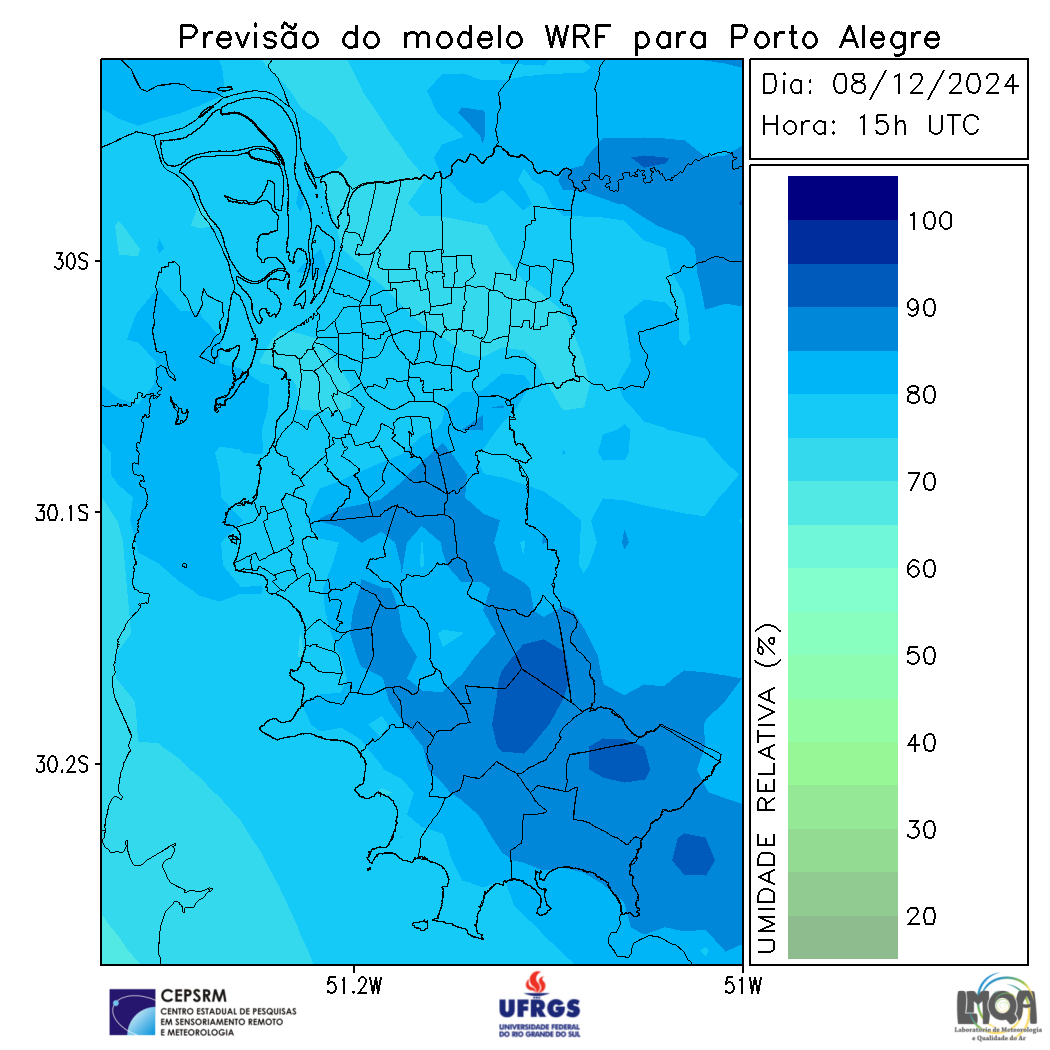 Previsão do modelo WRF para Porto Alegre
Dia: 08/12/2024
Hora: 15h UTC
30S
30.1S
30.2S
51.2W
51W
100
90
80
70
60
50
40
30
20
UMIDADE RELATIVA (%)
CEPSRM
CENTRO ESTADUAL DE PESQUISAS
EM SENSORIAMENTO REMOTO
E METEOROLOGIA
UFRGS
UNIVERSIDADE FEDERAL
DO RIO GRANDE DO SUL
LMQA
Laboratório de Meteorologia
e Qualidade do Ar